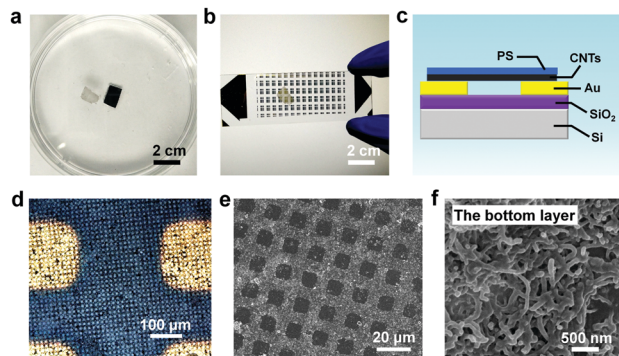 a
b
c
2 cm
2 cm
PS
CNTs
Au
SiO₂
Si
d
e
f
100 μm
20 μm
The bottom layer
500 nm